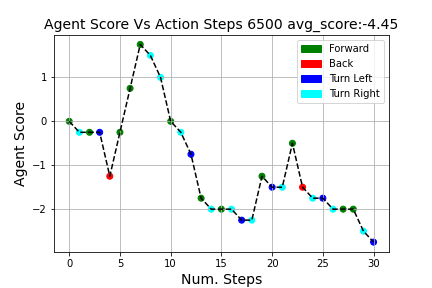 Agent Score Vs Action Steps 6500 avg_score:-4.45
Forward
Back
Turn Left
Turn Right
Agent Score
1
0
−1
−2
0 5 10 15 20 25 30
Num. Steps